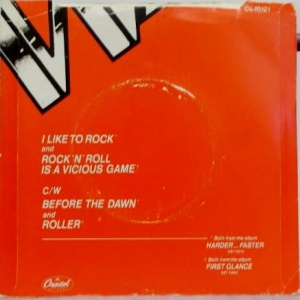 I LIKE TO ROCK*
and
ROCK 'N' ROLL
IS A VICIOUS GAME†
C/W
BEFORE THE DAWN*
and
ROLLER†
* Both from the album
HARDER ... FASTER
† Both from the album
FIRST GLANCE
Capitol